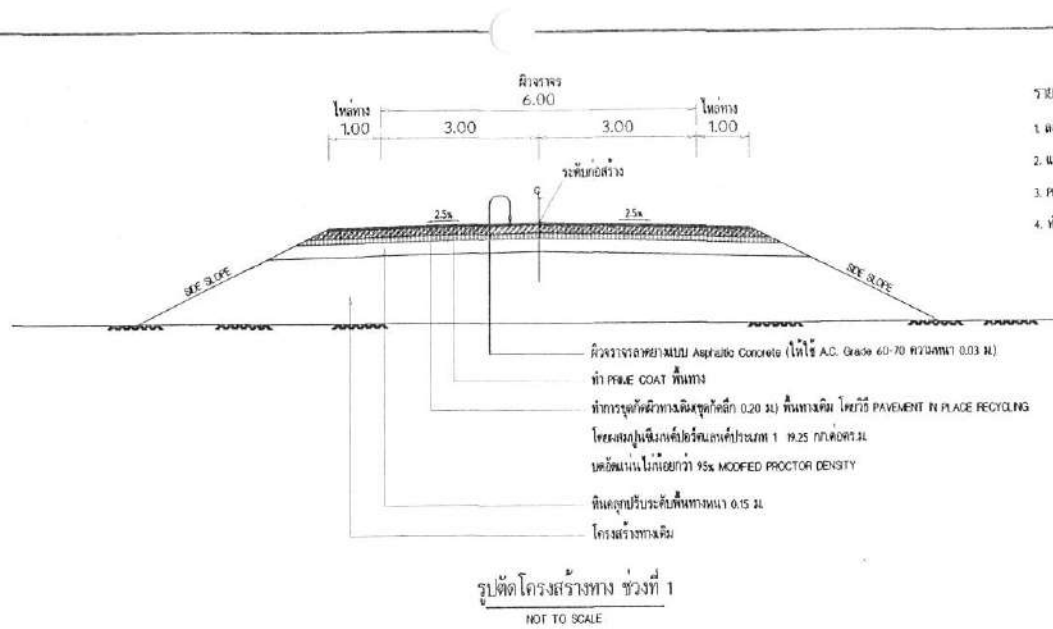 ผิวจราจร
6.00
ไหล่ทาง
ไหล่ทาง
1.00 3.00 3.00 1.00
ระดับก่อสร้าง
2.5% 2.5%
SIDE SLOPE
SIDE SLOPE
ผิวจราจรลาดยางแบบ Asphaltic Concrete (ให้ใช้ A.C. Grade 60-70 ความหนา 0.03 ม.)
ทำ PRIME COAT พื้นทาง
ทำการขุดกัดผิวทางเดิม(ขุดกัดลึก 0.20 ม.) พื้นทางเดิม โดยวิธี PAVEMENT IN PLACE RECYCLING
โดยผสมปูนซีเมนต์ปอร์ตแลนด์ประเภท 1 19.25 กก.ต่อตร.ม.
บดอัดแน่นไม่น้อยกว่า 95% MODIFIED PROCTOR DENSITY
หินคลุกปรับระดับพื้นทางหนา 0.15 ม.
โครงสร้างทางเดิม
รูปตัดโครงสร้างทาง ช่วงที่ 1
NOT TO SCALE
1.
2.
3.
4.